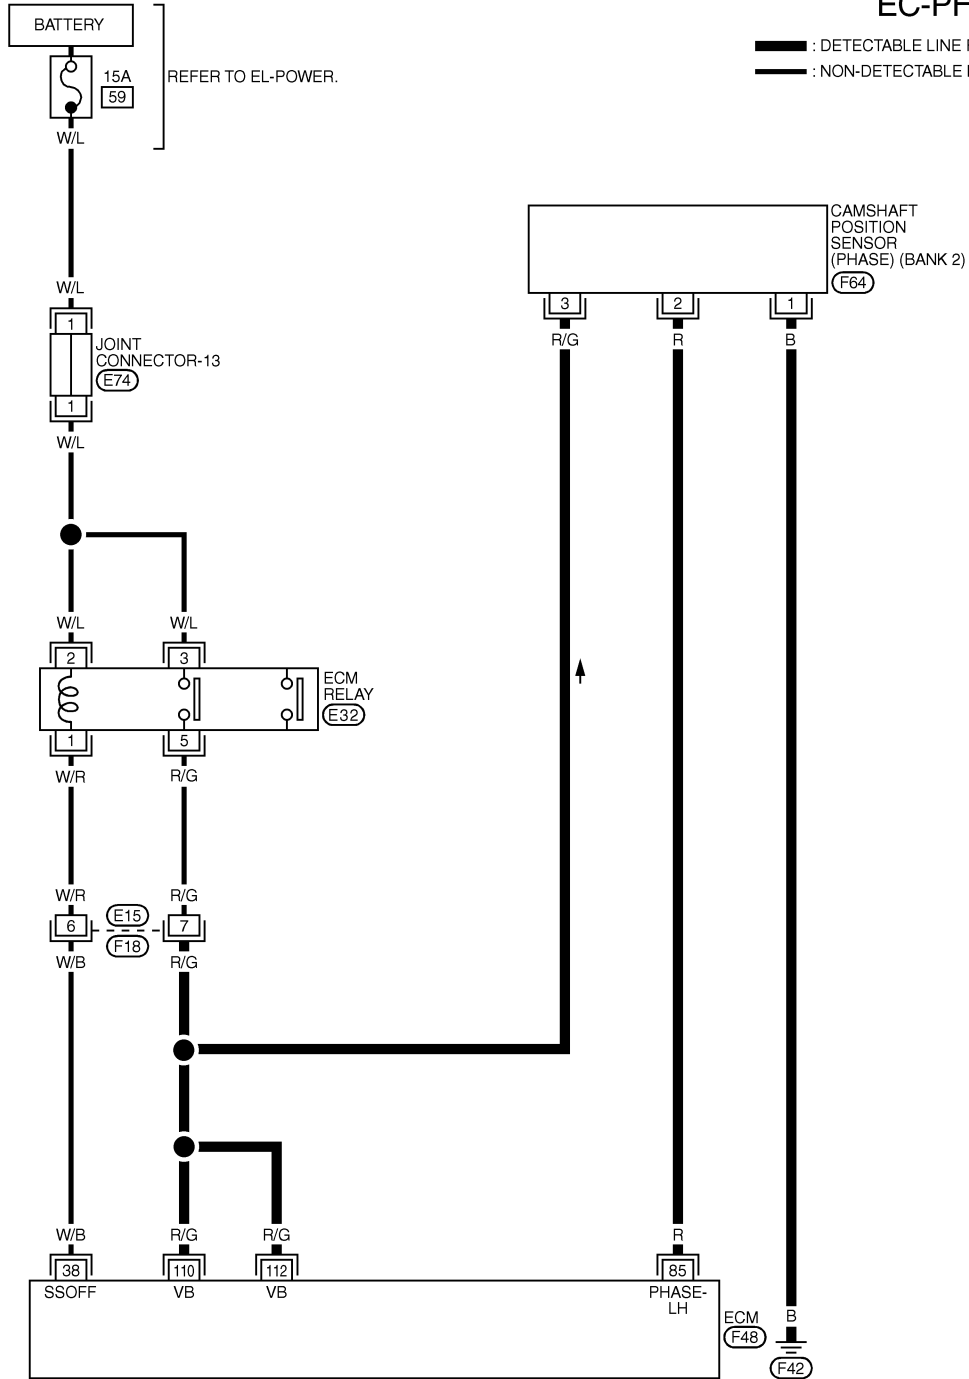 EC-PH
BATTERY
: DETECTABLE LINE
15A
REFER TO EL-POWER.
: NON-DETECTABLE
59
W/L
CAMSHAFT
POSITION
SENSOR
(PHASE) (BANK 2)
F64
W/L
3 2 1
1
R/G R B
JOINT
CONNECTOR-13
E74
1
W/L
W/L W/L
2 3
ECM
RELAY
E32
1 5
W/R R/G
W/R R/G
E15
6 7
F18
W/B R/G
W/B R/G R/G R
38 110 112 85
SSOFF VB VB PHASE-
LH
ECM B
F48
F42